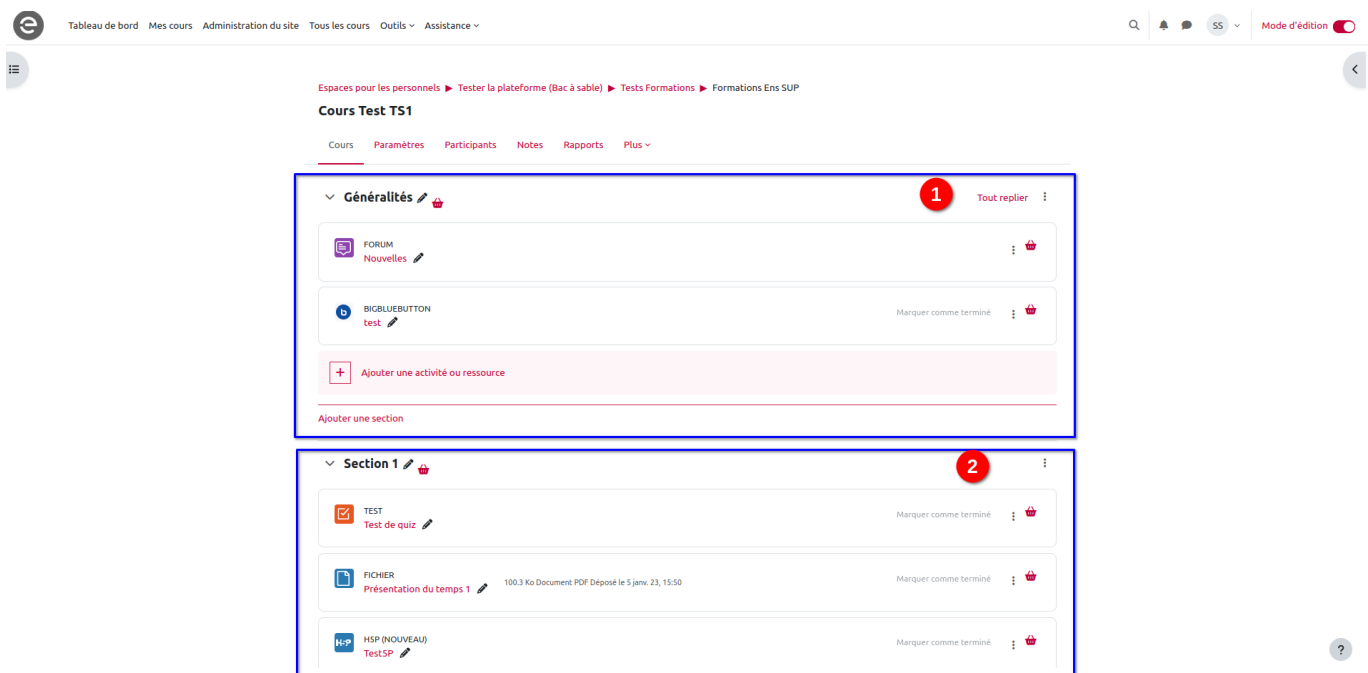 Tableau de bord Mes cours Administration du site Tous les cours Outils Assistance SS Mode d'édition
Espaces pour les personnels ▶ Tester la plateforme (Bac à sable) ▶ Tests Formations ▶ Formations Ens SUP
Cours Test TS1
Cours Paramètres Participants Notes Rapports Plus
Généralités 1 Tout replier
FORUM
Nouvelles
BIGBLUEBUTTON
test Marquer comme terminé
+ Ajouter une activité ou ressource
Ajouter une section
Section 1 2
TEST
Test de quiz Marquer comme terminé
FICHIER
Présentation du temps 1 100.3 Ko Document PDF Déposé le 5 janv. 23, 15:50 Marquer comme terminé
H5P (NOUVEAU)
Test5P Marquer comme terminé
?